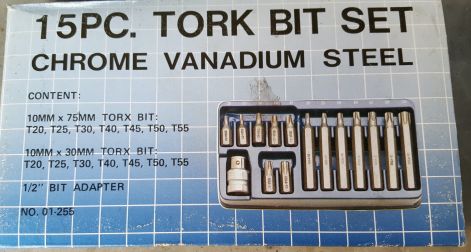 15PC. TORK BIT SET
CHROME VANADIUM STEEL
CONTENT:
10MM x 75MM TORX BIT:
T20, T25, T30, T40, T45, T50, T55
10MM x 30MM TORX BIT:
T20, T25, T30, T40, T45, T50, T55
1/2" BIT ADAPTER
NO. 01-255